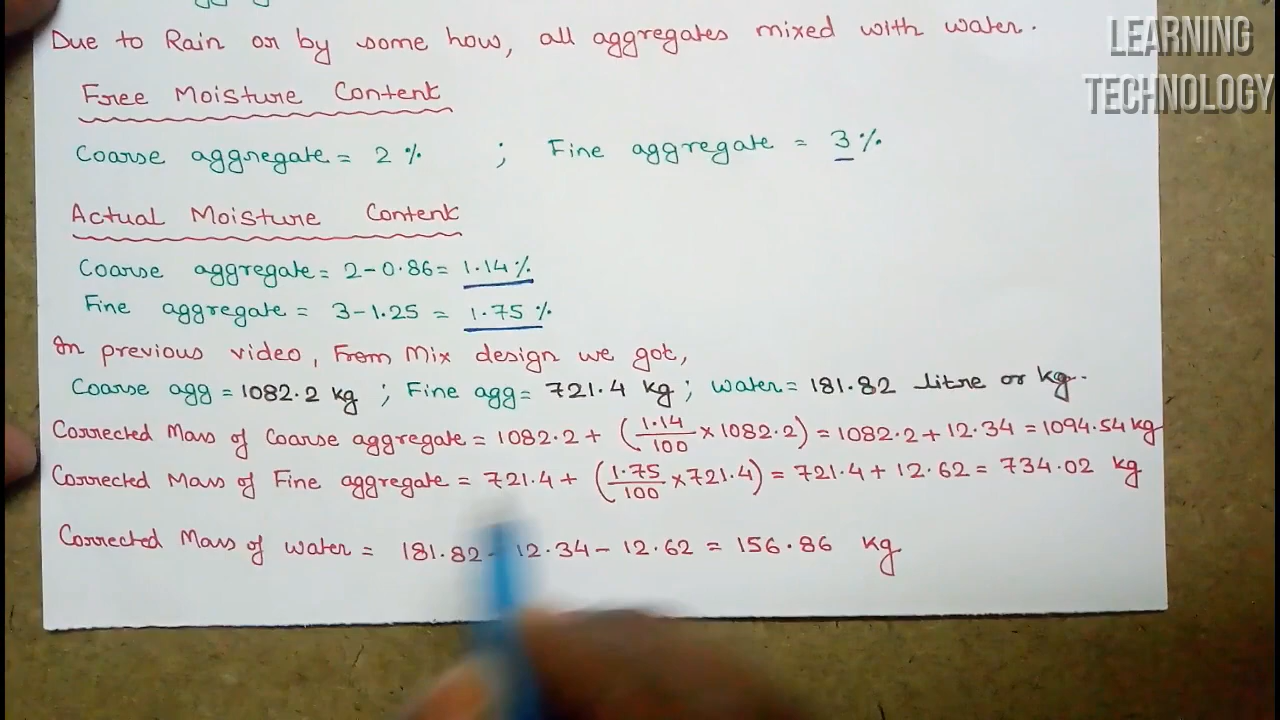 Due to Rain or by some how, all aggregates mixed with water.
LEARNING
TECHNOLOGY
Free Moisture Content
Coarse aggregate = 2 % ; Fine aggregate = 3 %
Actual Moisture Content
Coarse aggregate = 2 - 0.86 = 1.14 %
Fine aggregate = 3 - 1.25 = 1.75 %
In previous video, From Mix design we got,
Coarse agg = 1082.2 kg ; Fine agg = 721.4 kg ; water = 181.82 litre or kg.
Corrected Mass of Coarse aggregate = 1082.2 + (1.14/100 × 1082.2) = 1082.2 + 12.34 = 1094.54 kg
Corrected Mass of Fine aggregate = 721.4 + (1.75/100 × 721.4) = 721.4 + 12.62 = 734.02 kg
Corrected Mass of water = 181.82 - 12.34 - 12.62 = 156.86 kg